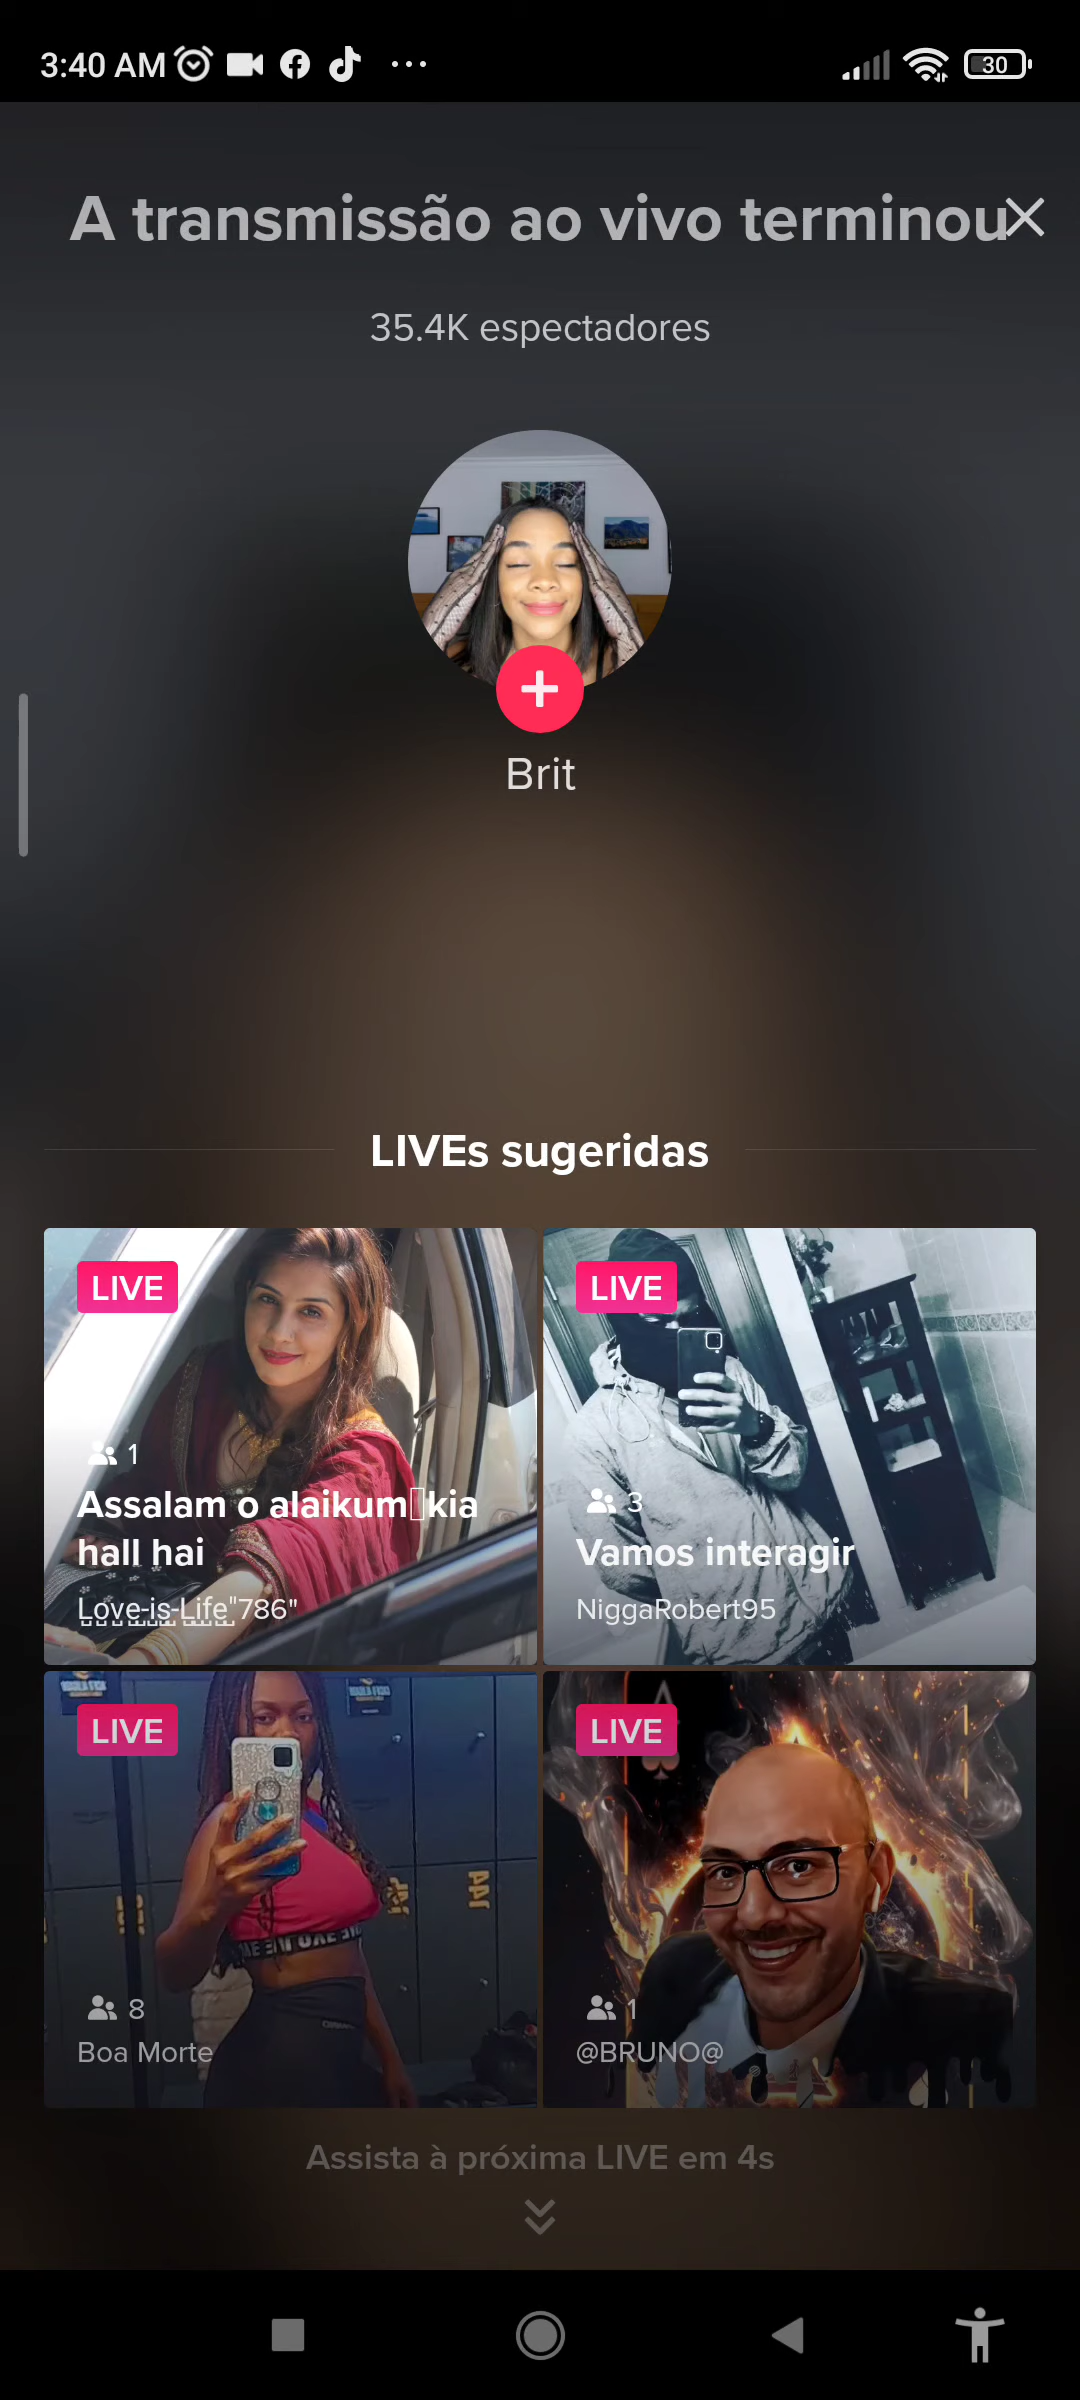 3:40 AM
30
A transmissão ao vivo terminou
35.4K espectadores
Brit
LIVEs sugeridas
LIVE
1
Assalam o alaikum▯kia
hall hai
Love-is-Life"786"
LIVE
3
Vamos interagir
NiggaRobert95
LIVE
8
Boa Morte
LIVE
1
@BRUNO@
Assista à próxima LIVE em 4s